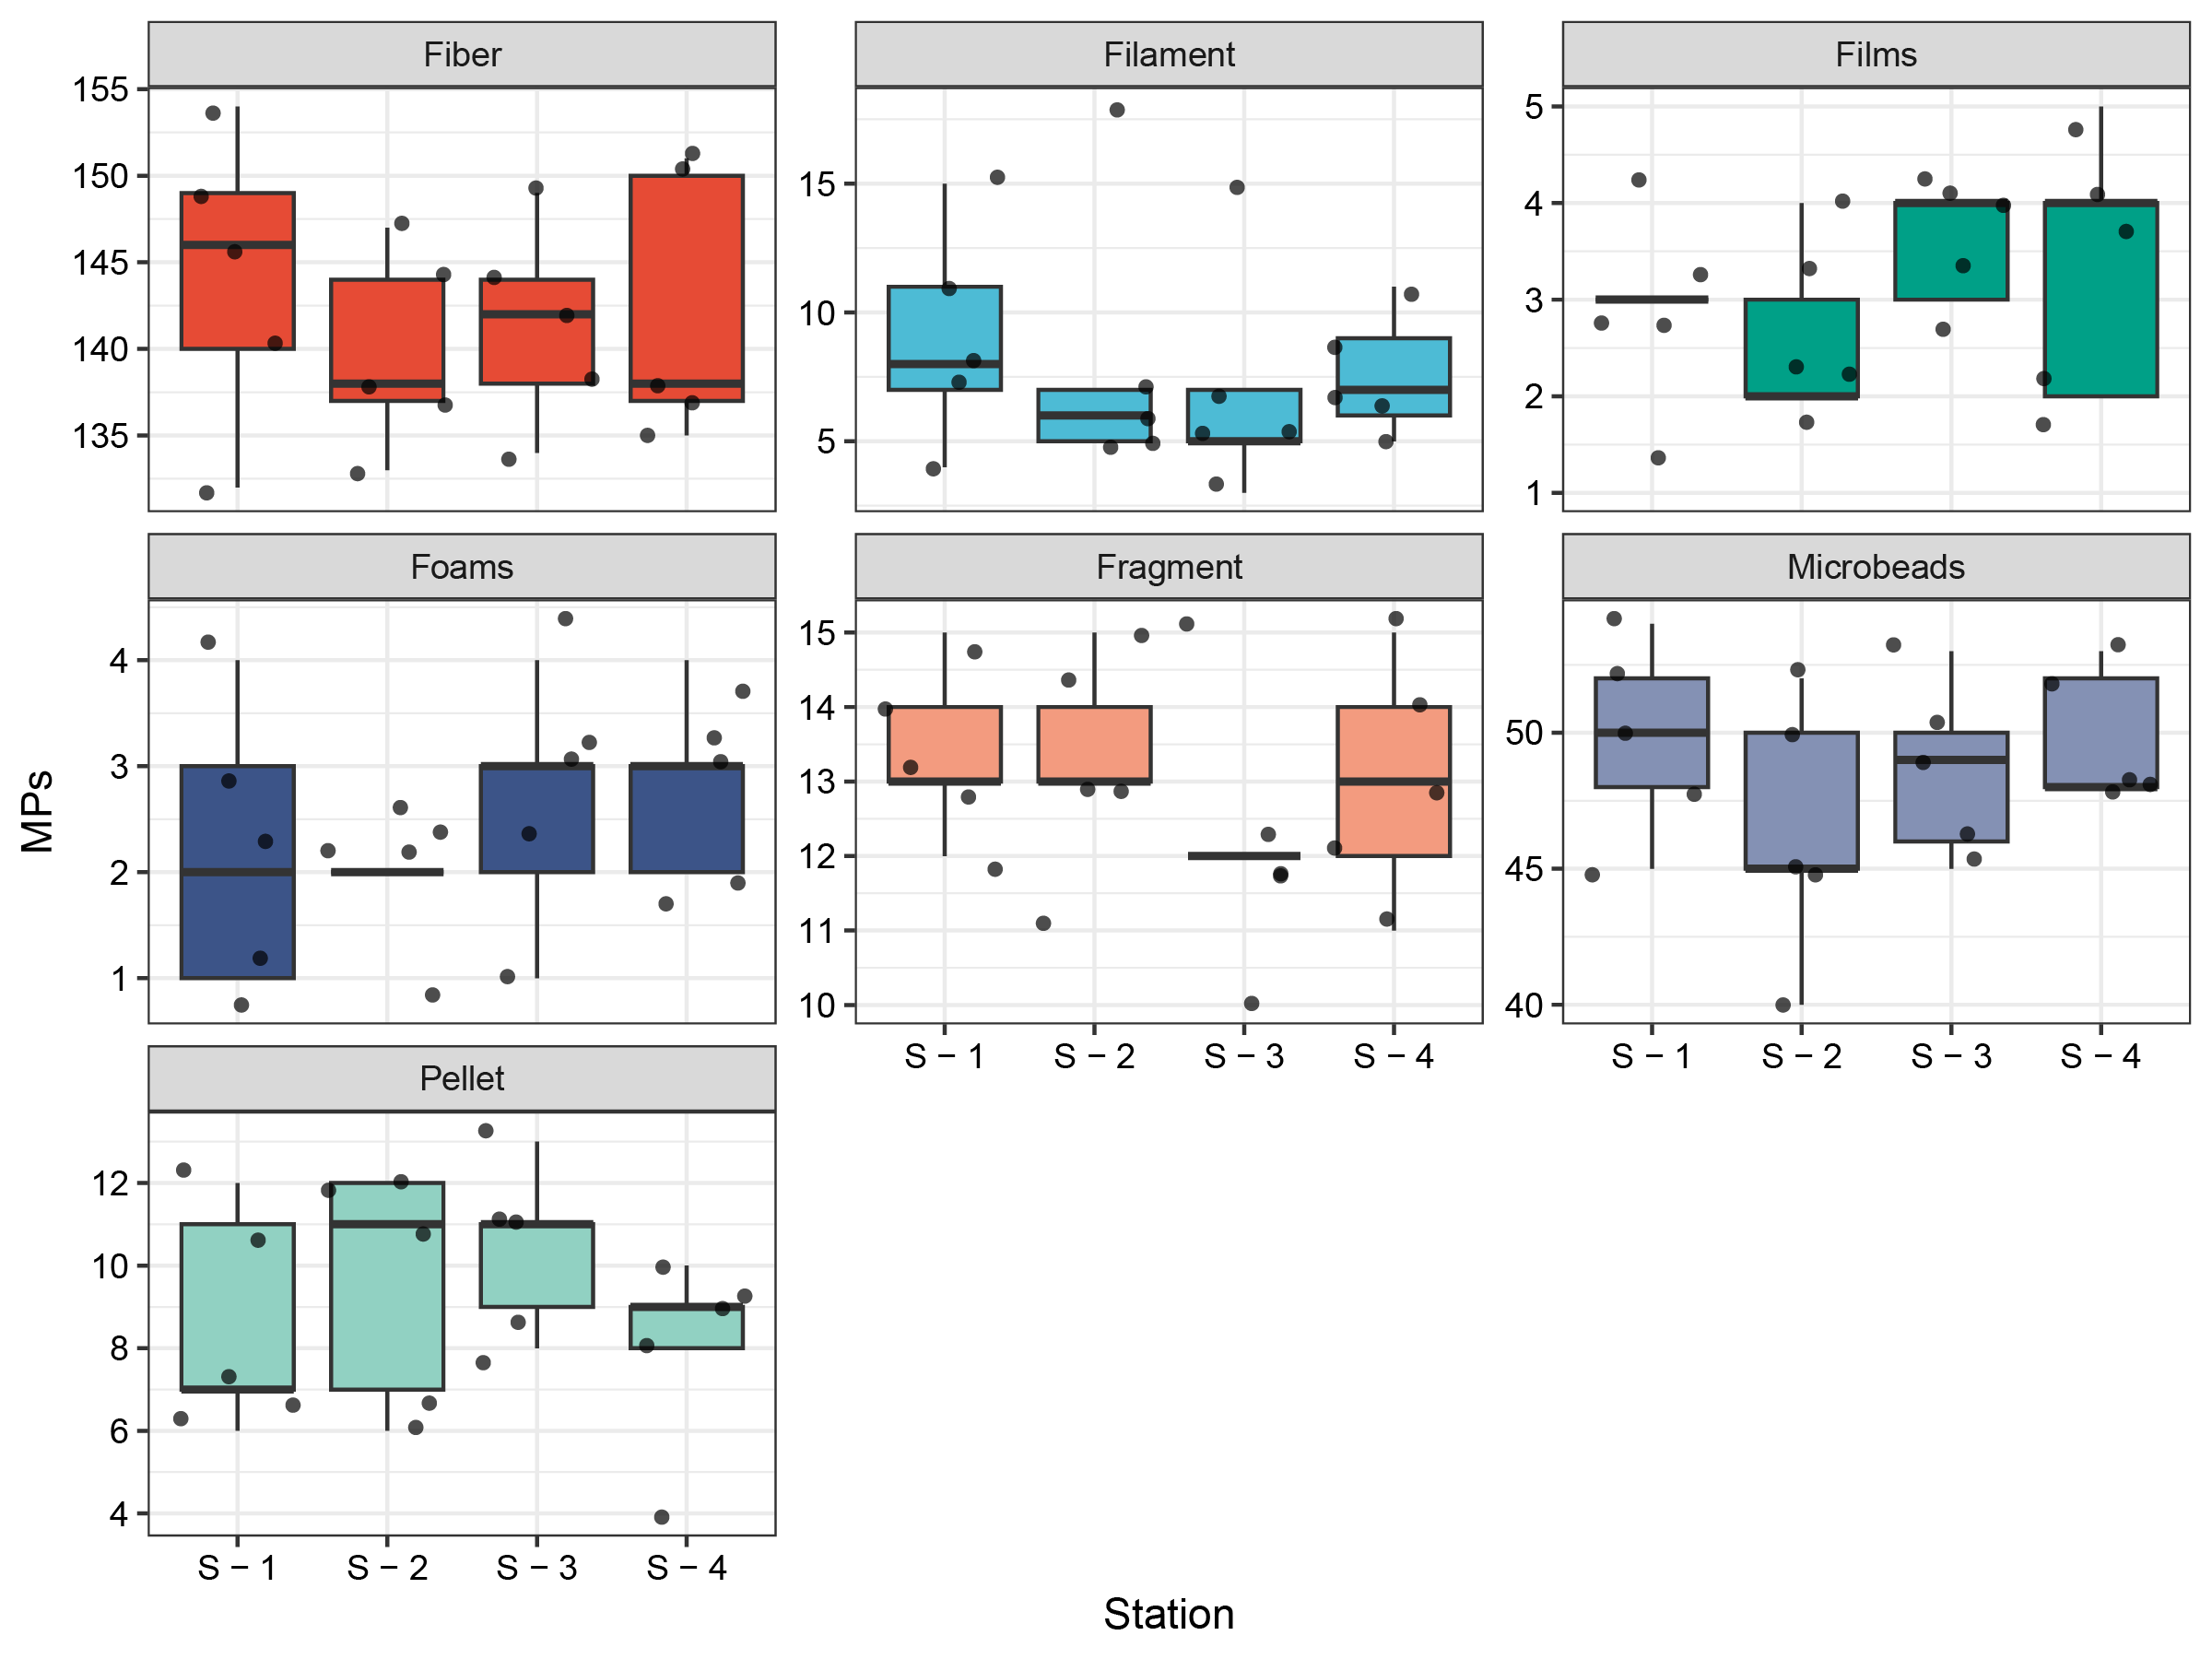 Fiber
Filament
Films
155
150
145
140
135
15
10
5
5
4
3
2
1
Foams
Fragment
Microbeads
4
3
2
1
15
14
13
12
11
10
50
45
40
S − 1 S − 2 S − 3 S − 4
S − 1 S − 2 S − 3 S − 4
MPs
Pellet
12
10
8
6
4
S − 1 S − 2 S − 3 S − 4
Station